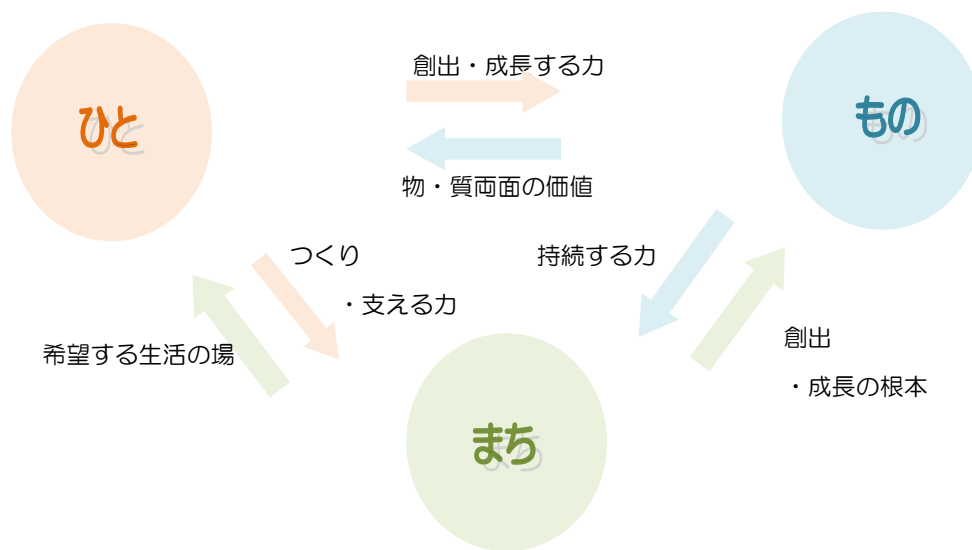 創出・成長する力
ひと
もの
物・質両面の価値
つくり
・支える力
持続する力
希望する生活の場
創出
・成長の根本
まち